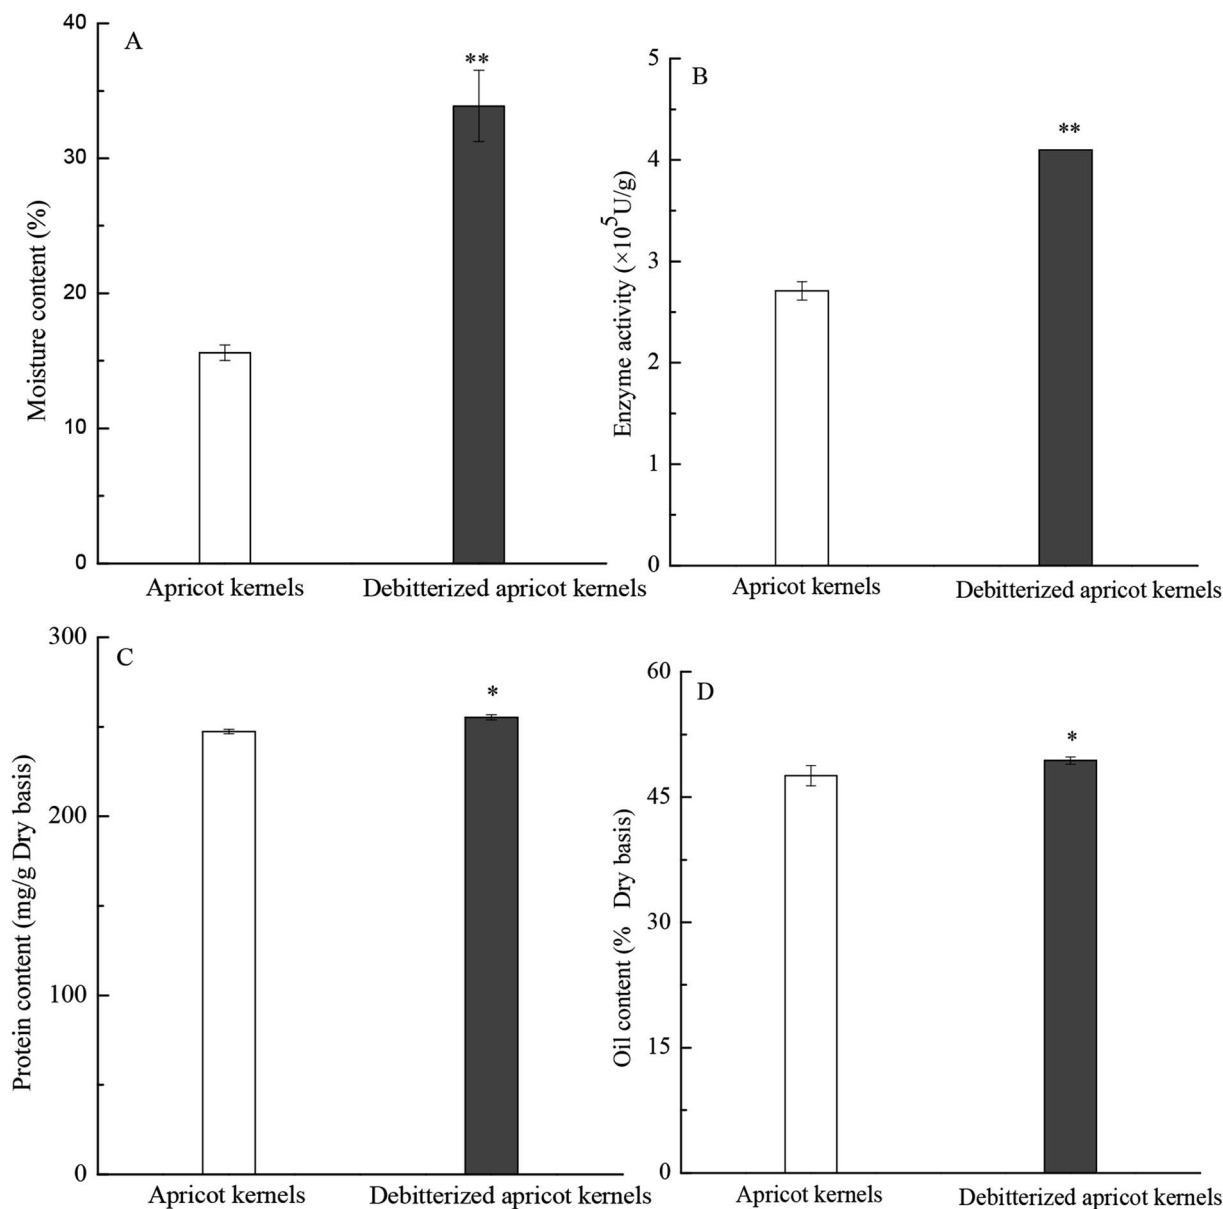 A
Moisture content (%)
40
30
20
10
0
**
Apricot kernels
Debitterized apricot kernels
B
Enzyme activity (×10⁵U/g)
5
4
3
2
1
0
**
Apricot kernels
Debitterized apricot kernels
C
Protein content (mg/g Dry basis)
300
200
100
0
*
Apricot kernels
Debitterized apricot kernels
D
Oil content (% Dry basis)
60
45
30
15
0
*
Apricot kernels
Debitterized apricot kernels